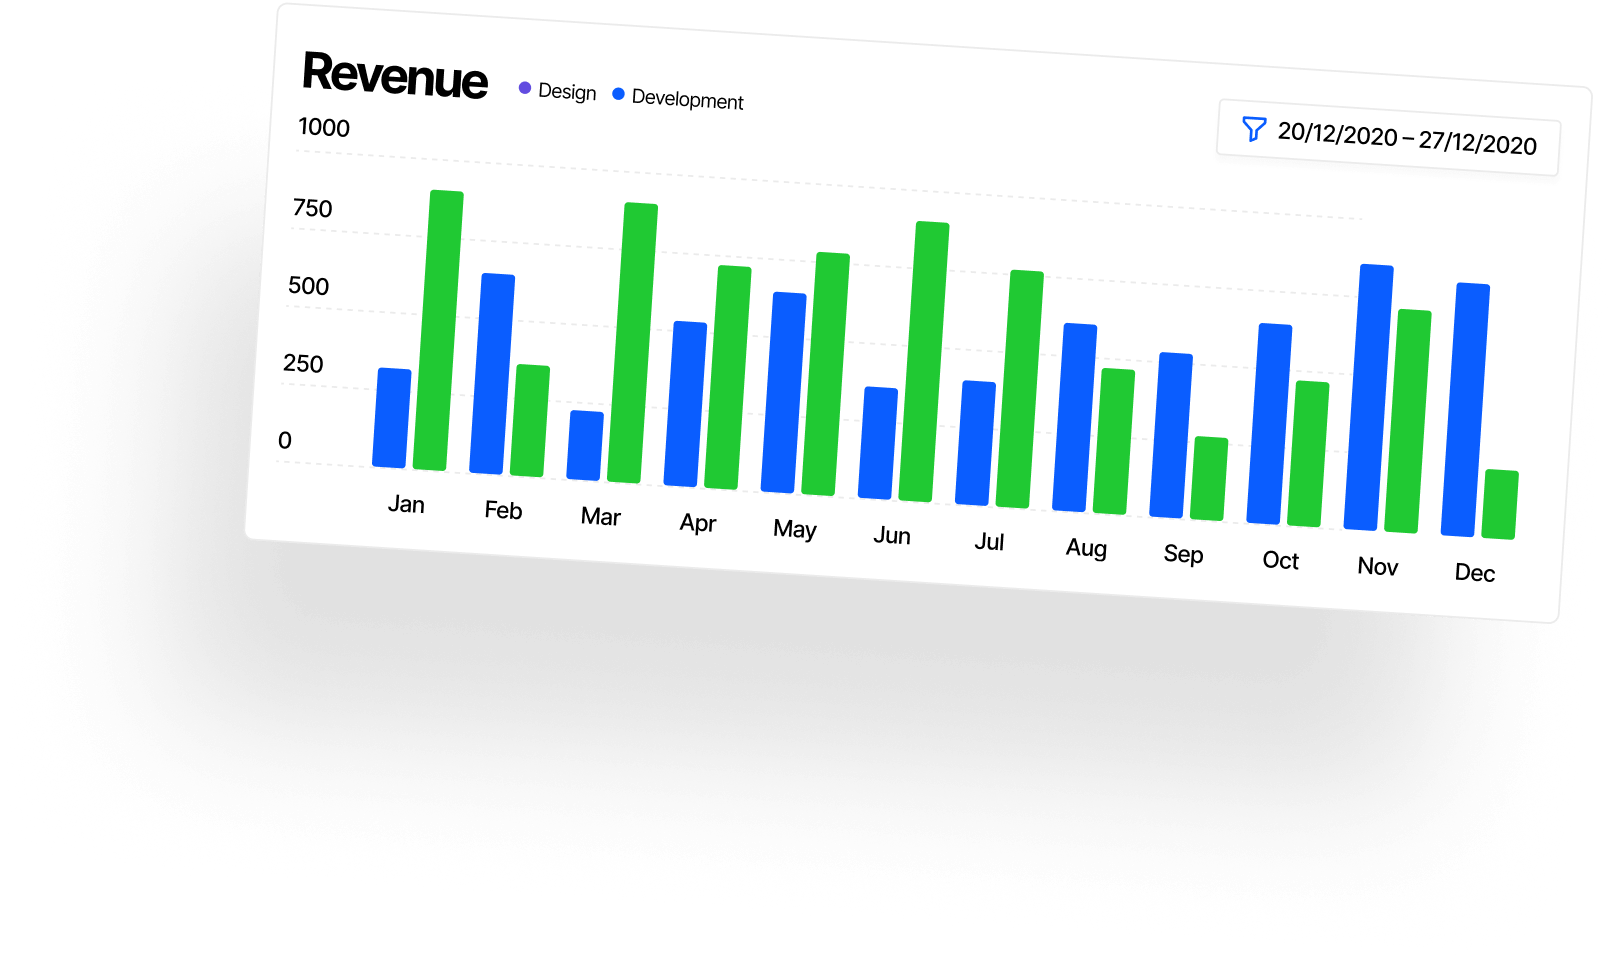 Revenue
Design
Development
20/12/2020 – 27/12/2020
1000
750
500
250
0
Jan
Feb
Mar
Apr
May
Jun
Jul
Aug
Sep
Oct
Nov
Dec